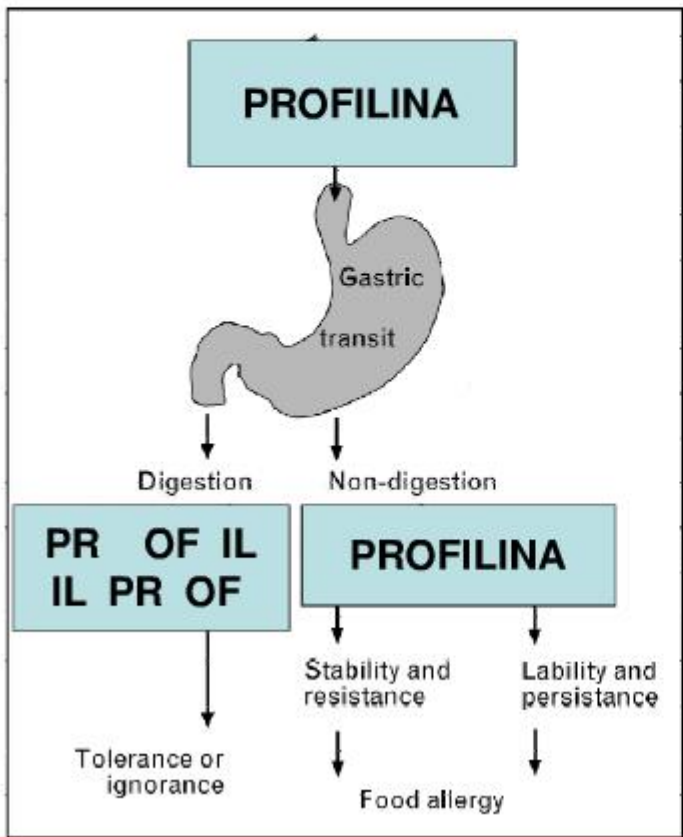 PROFILINA
Gastric
transit
Digestion
Non-digestion
PR OF IL
IL PR OF
PROFILINA
Stability and
resistance
Lability and
persistance
Tolerance or
ignorance
Food allergy